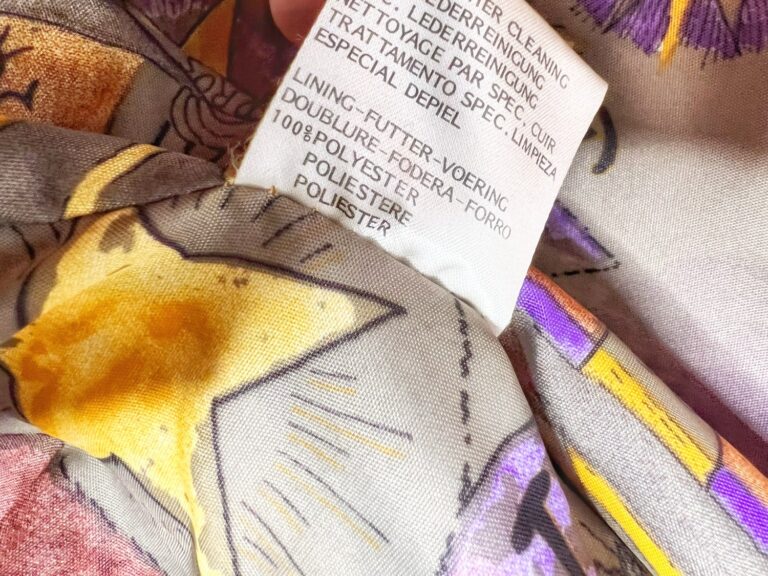 CLEANING
LEDERREINIGUNG
NETTOYAGE PAR SPEC. CUIR
TRATTAMENTO SPEC. LIMPIEZA
ESPECIAL DEPIEL
LINING-FUTTER-VOERING
DOUBLURE-FODERA-FORRO
100%POLYESTER
POLIESTERE
POLIESTER